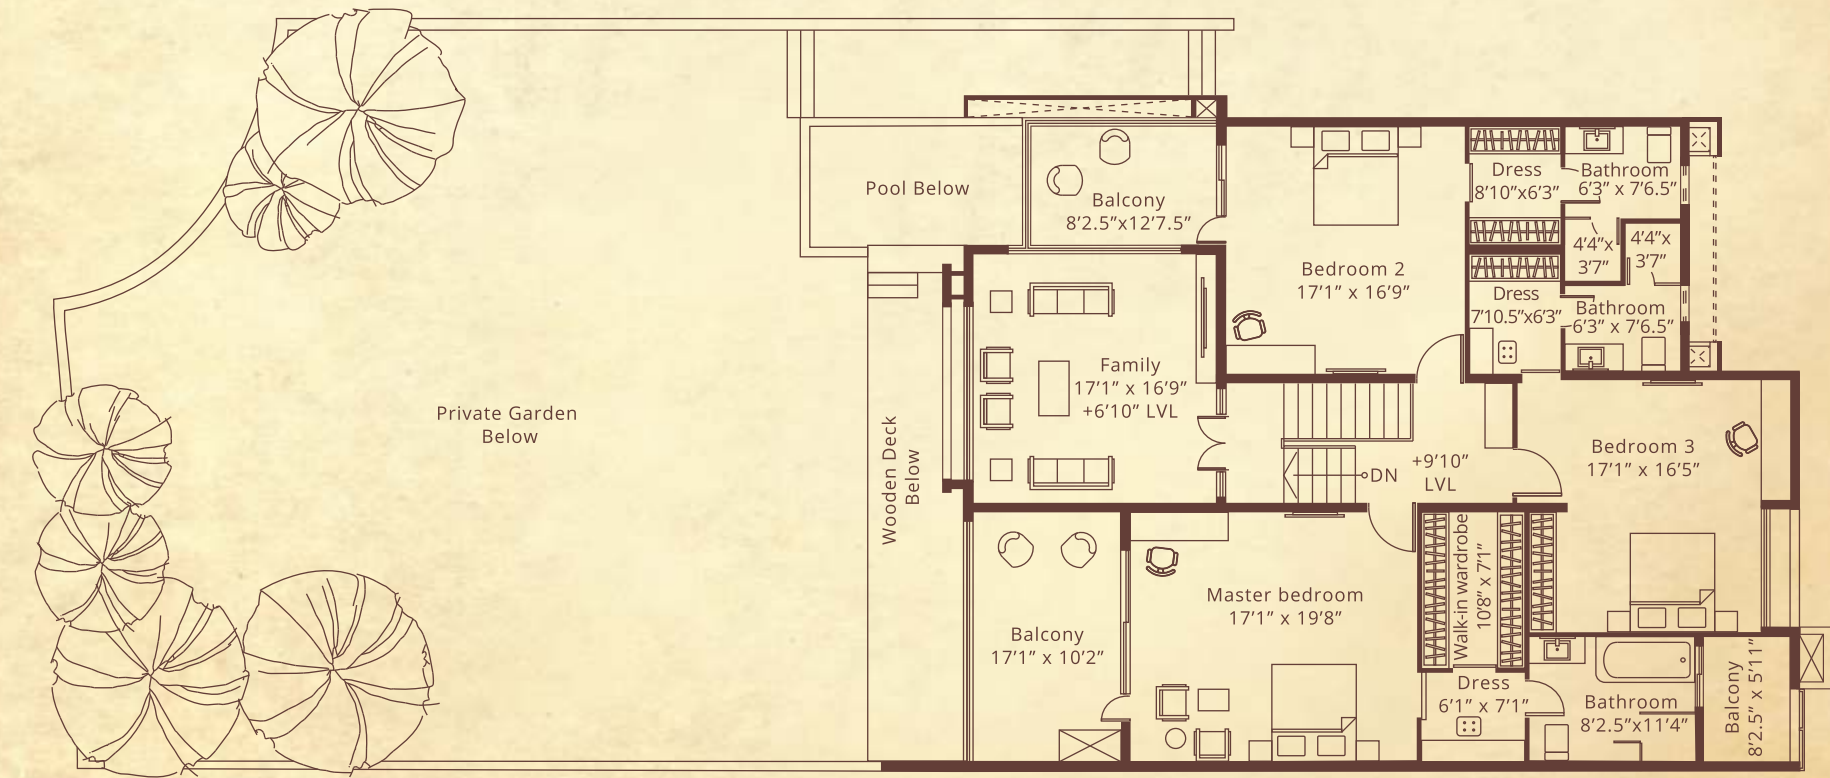 Pool Below
Balcony
8'2.5"x12'7.5"
Bedroom 2
17'1" x 16'9"
Dress
8'10"x6'3"
Bathroom
6'3" x 7'6.5"
4'4"x
3'7"
4'4"x
3'7"
Dress
7'10.5"x6'3"
Bathroom
6'3" x 7'6.5"
Family
17'1" x 16'9"
+6'10" LVL
Private Garden
Below
Wooden Deck
Below
DN
+9'10"
LVL
Bedroom 3
17'1" x 16'5"
Master bedroom
17'1" x 19'8"
Walk-in wardrobe
10'8" x 7'1"
Balcony
17'1" x 10'2"
Dress
6'1" x 7'1"
Bathroom
8'2.5"x11'4"
Balcony
8'2.5" x 5'11"